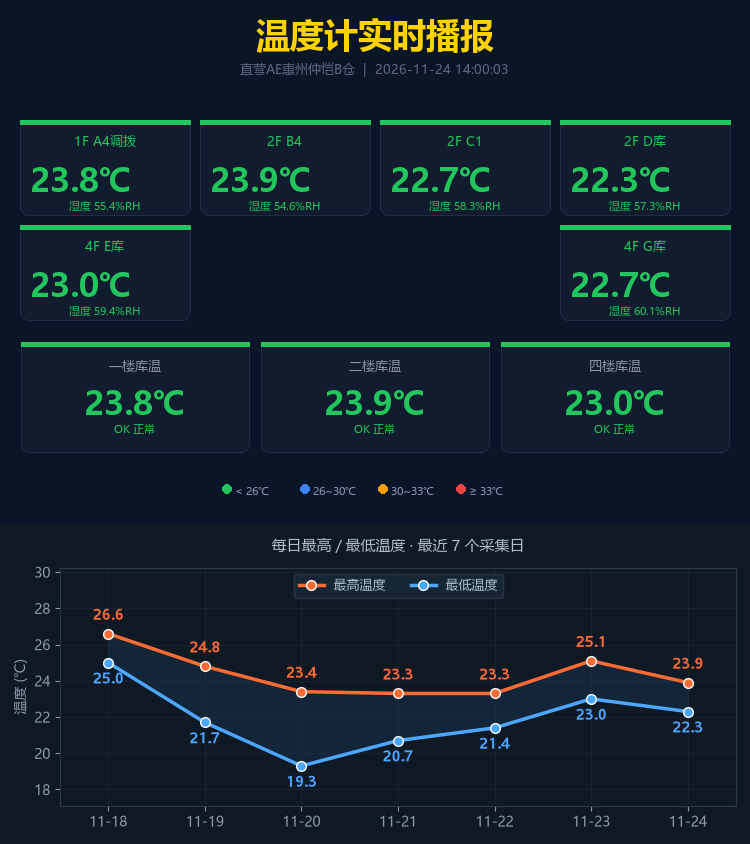 温度计实时播报
直营AE惠州仲恺B仓 | 2026-11-24 14:00:03
1F A4调拨
23.8℃
湿度 55.4%RH
2F B4
23.9℃
湿度 54.6%RH
2F C1
22.7℃
湿度 58.3%RH
2F D库
22.3℃
湿度 57.3%RH
4F E库
23.0℃
湿度 59.4%RH
4F G库
22.7℃
湿度 60.1%RH
一楼库温
23.8℃
OK 正常
二楼库温
23.9℃
OK 正常
四楼库温
23.0℃
OK 正常
< 26℃
26~30℃
30~33℃
≥ 33℃
每日最高 / 最低温度 · 最近 7 个采集日
最高温度
最低温度
温度 (℃)
30
28
26
24
22
20
18
26.6
24.8
23.4
23.3
23.3
25.1
23.9
25.0
21.7
19.3
20.7
21.4
23.0
22.3
11-18
11-19
11-20
11-21
11-22
11-23
11-24